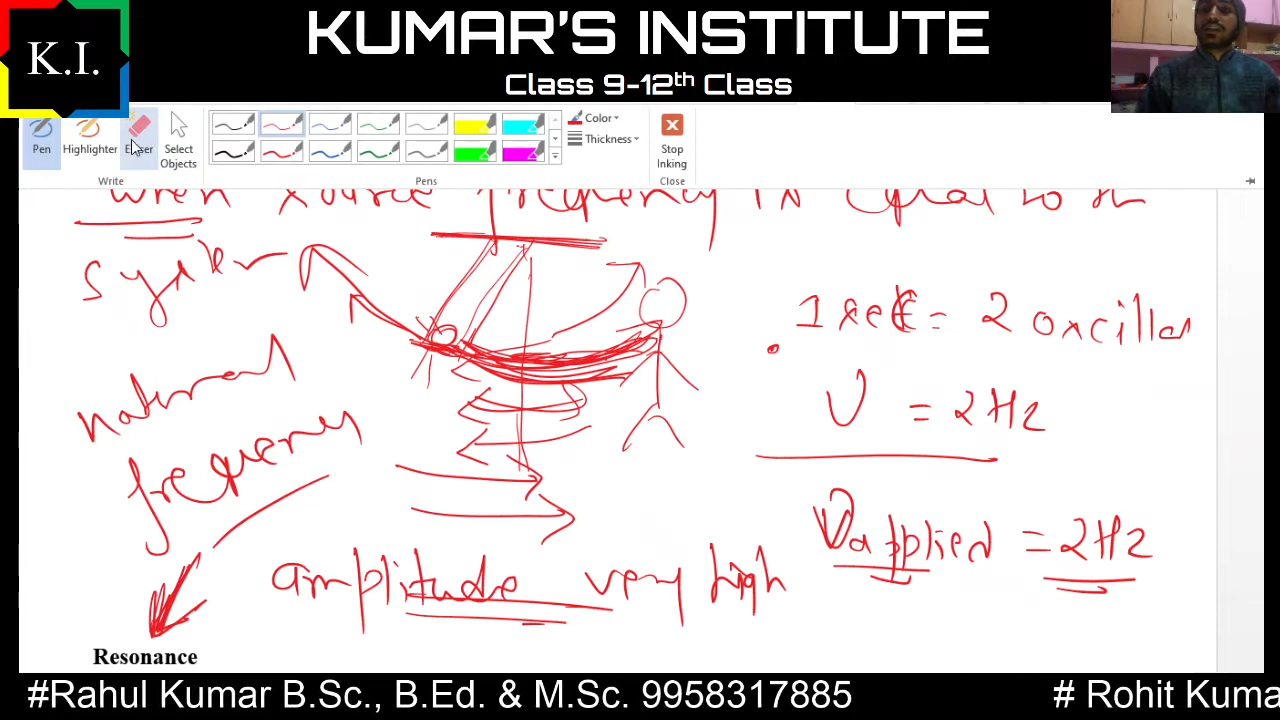 KUMAR'S INSTITUTE
Class 9-12th Class
K.I.
Pen
Highlighter
Eraser
Select Objects
Write
Pens
Color
Thickness
Stop Inking
Close
when source frequency is equal to
system
natural
frequency
1 sec = 2 oscillat
ν = 2Hz
ν applied = 2Hz
amplitude very high
Resonance
#Rahul Kumar B.Sc., B.Ed. & M.Sc. 9958317885
# Rohit Kuma